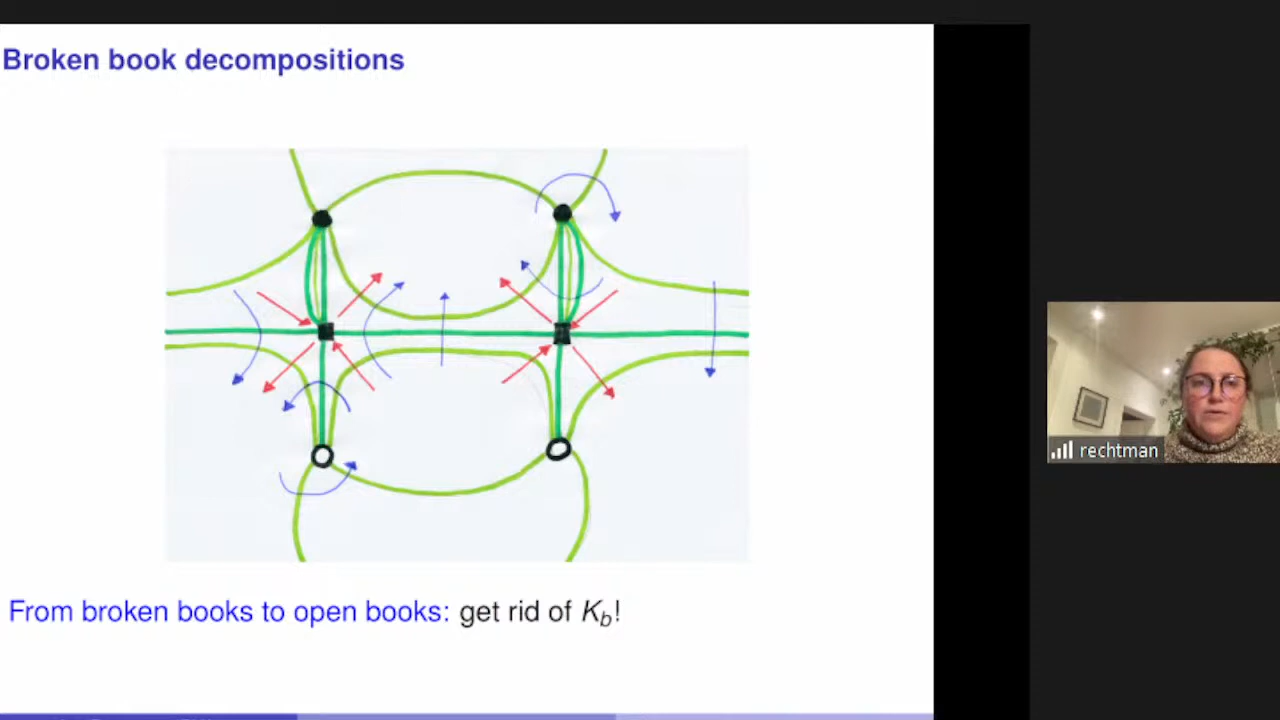 Broken book decompositions
From broken books to open books: get rid of K_b!
rechtman